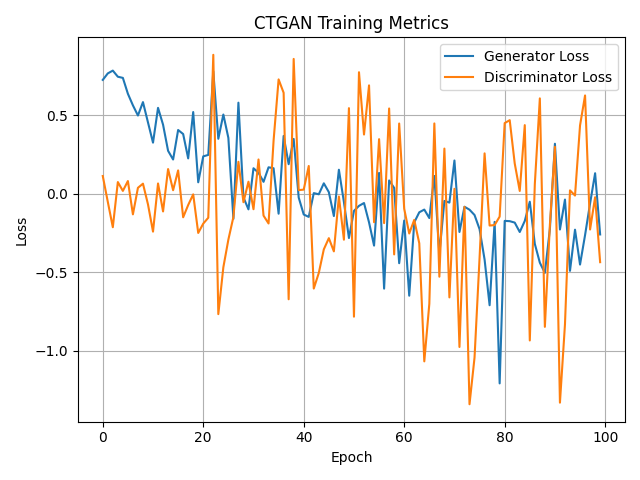 CTGAN Training Metrics
Generator Loss
Discriminator Loss
Loss
0.5
0.0
−0.5
−1.0
0 20 40 60 80 100
Epoch